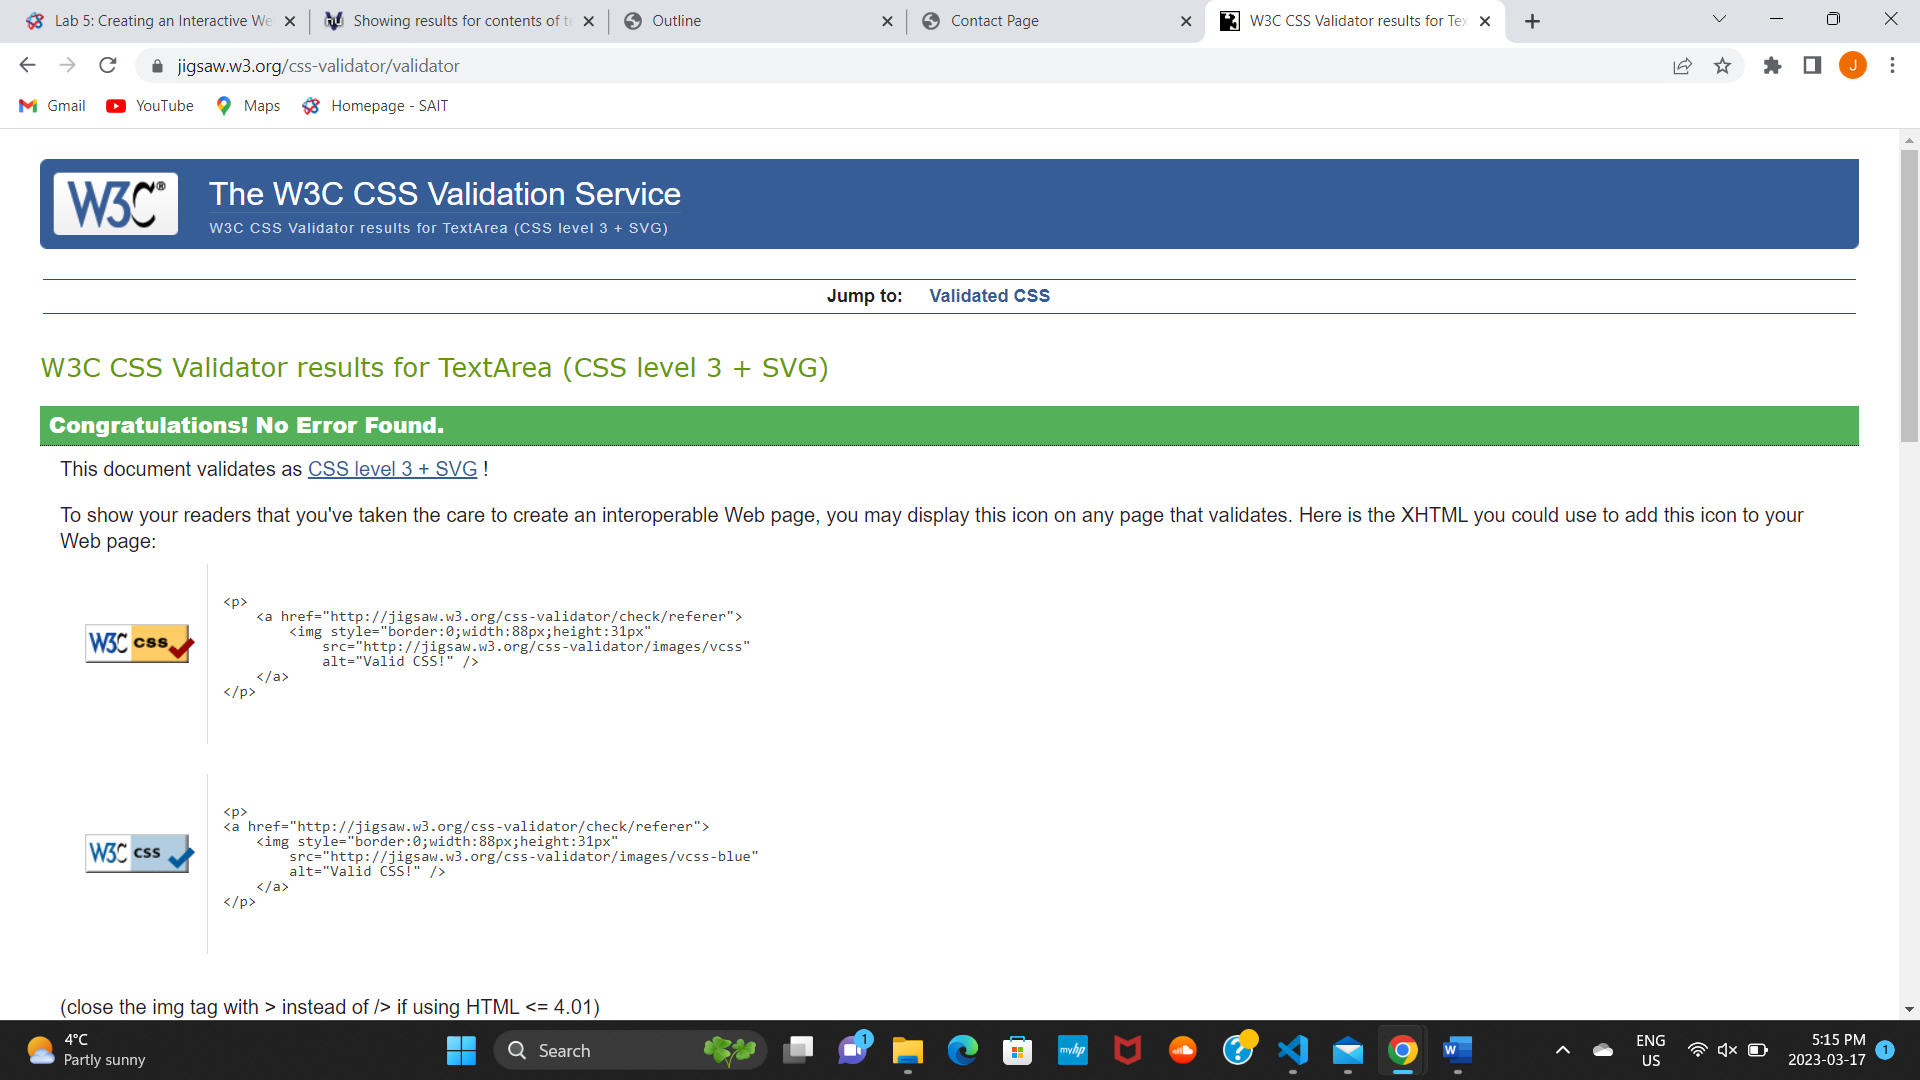 Lab 5: Creating an Interactive We
Showing results for contents of te
Outline
Contact Page
W3C CSS Validator results for Tex
jigsaw.w3.org/css-validator/validator
J
Gmail
YouTube
Maps
Homepage - SAIT
W3C®
The W3C CSS Validation Service
W3C CSS Validator results for TextArea (CSS level 3 + SVG)
Jump to: Validated CSS
W3C CSS Validator results for TextArea (CSS level 3 + SVG)
Congratulations! No Error Found.
This document validates as CSS level 3 + SVG !
To show your readers that you've taken the care to create an interoperable Web page, you may display this icon on any page that validates. Here is the XHTML you could use to add this icon to your
Web page:
W3C css
<p>
<a href="http://jigsaw.w3.org/css-validator/check/referer">
<img style="border:0;width:88px;height:31px"
src="http://jigsaw.w3.org/css-validator/images/vcss"
alt="Valid CSS!" />
</a>
</p>
W3C css
<p>
<a href="http://jigsaw.w3.org/css-validator/check/referer">
<img style="border:0;width:88px;height:31px"
src="http://jigsaw.w3.org/css-validator/images/vcss-blue"
alt="Valid CSS!" />
</a>
</p>
(close the img tag with > instead of /> if using HTML <= 4.01)
4°C
Partly sunny
Search
1
myhp
W
ENG
US
5:15 PM
2023-03-17
1